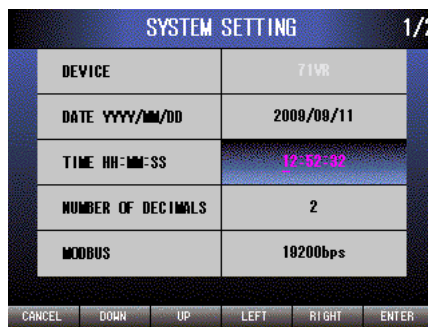 SYSTEM SETTING 1/2
DEVICE 71VR
DATE YYYY/MM/DD 2009/09/11
TIME HH:MM:SS 12:52:32
NUMBER OF DECIMALS 2
MODBUS 19200bps
CANCEL DOWN UP LEFT RIGHT ENTER